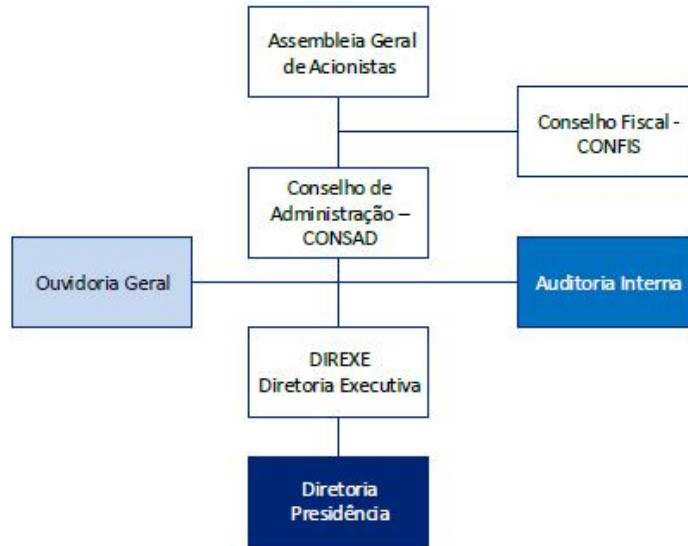 Assembleia Geral
de Acionistas
Conselho Fiscal -
CONFIS
Conselho de
Administração –
CONSAD
Ouvidoria Geral
Auditoria Interna
DIREXE
Diretoria Executiva
Diretoria
Presidência